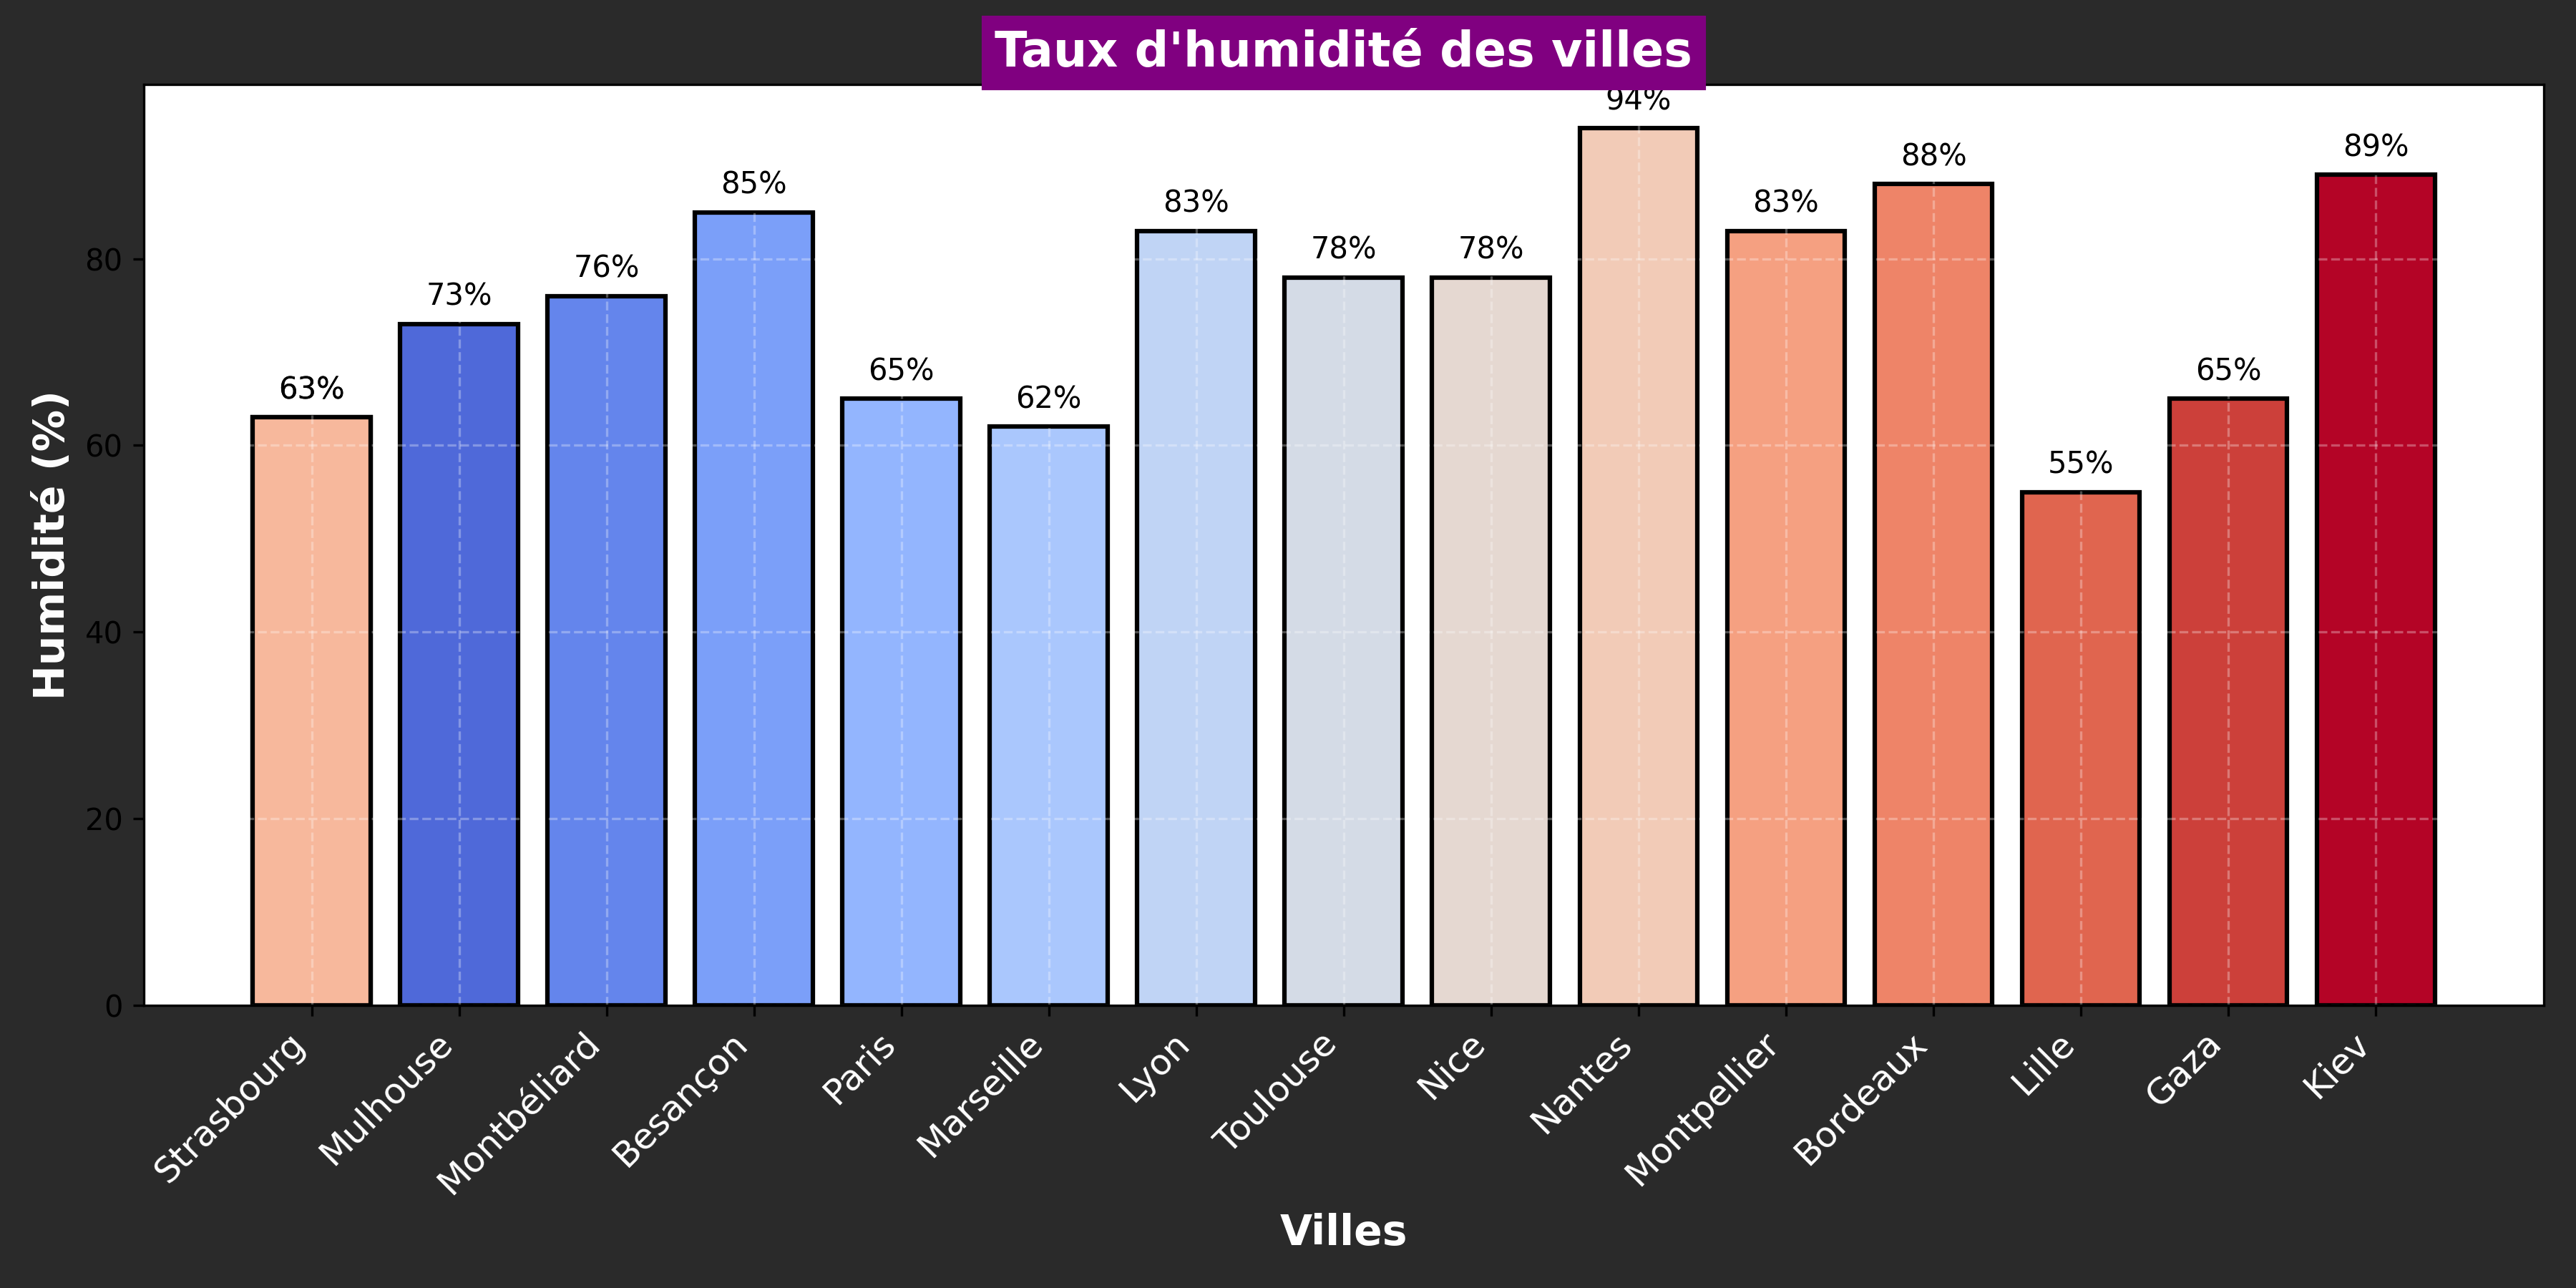 Taux d'humidité des villes
94%
89%
88%
85%
83%
83%
78%
78%
76%
73%
65%
65%
63%
62%
55%
Humidité (%)
80
60
40
20
0
Strasbourg
Mulhouse
Montbéliard
Besançon
Paris
Marseille
Lyon
Toulouse
Nice
Nantes
Montpellier
Bordeaux
Lille
Gaza
Kiev
Villes